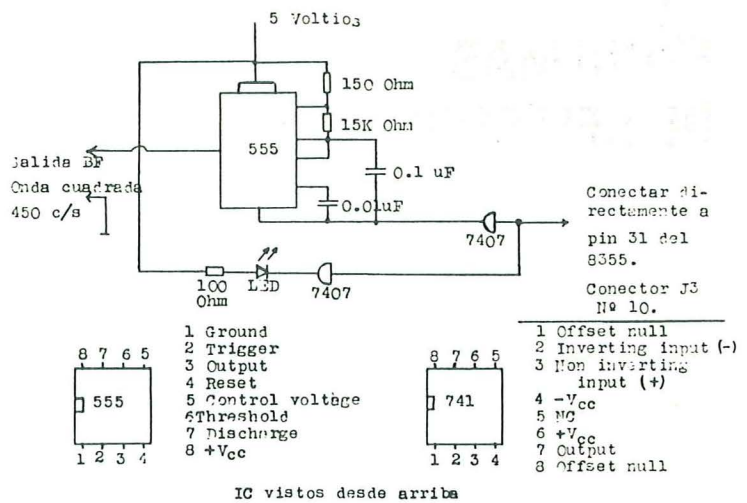 5 Voltios
150 Ohm
15K Ohm
555
0.1 uF
0.01uF
Salida BF
Onda cuadrada
450 c/s
7407
Conectar di-
rectamente a
pin 31 del
8355.
Conector J3
Nº 10.
100
Ohm
LED
7407
8 7 6 5
555
1 2 3 4
1 Ground
2 Trigger
3 Output
4 Reset
5 Control voltage
6Threshold
7 Discharge
8 +Vcc
8 7 6 5
741
1 2 3 4
1 Offset null
2 Inverting input (-)
3 Non inverting
input (+)
4 -Vcc
5 NC
6 +Vcc
7 Output
8 Offset null
IC vistos desde arriba